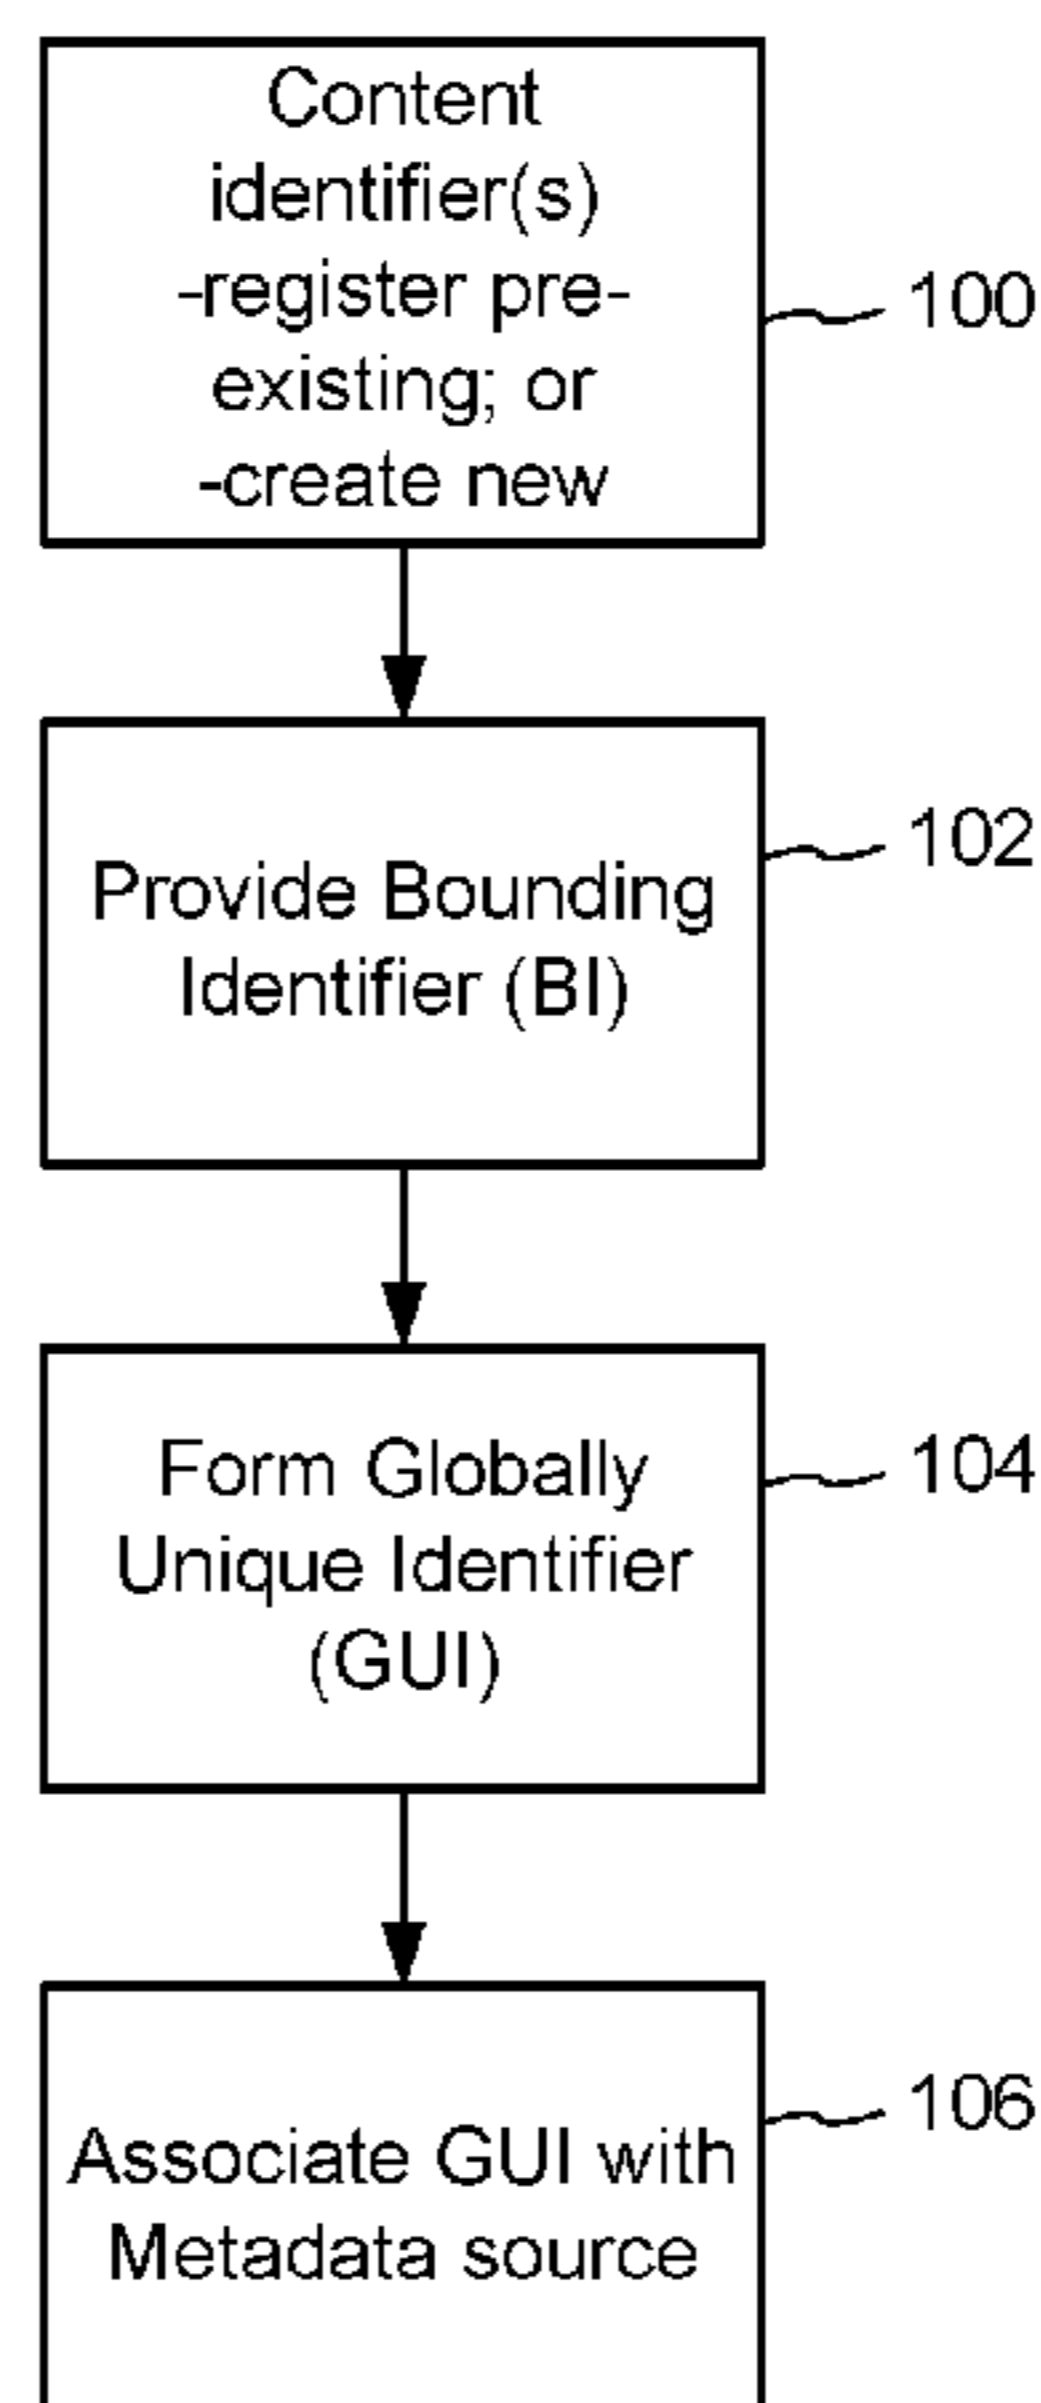 Content
identifier(s)
-register pre-
existing; or
-create new
100
Provide Bounding
Identifier (BI)
102
Form Globally
Unique Identifier
(GUI)
104
Associate GUI with
Metadata source
106